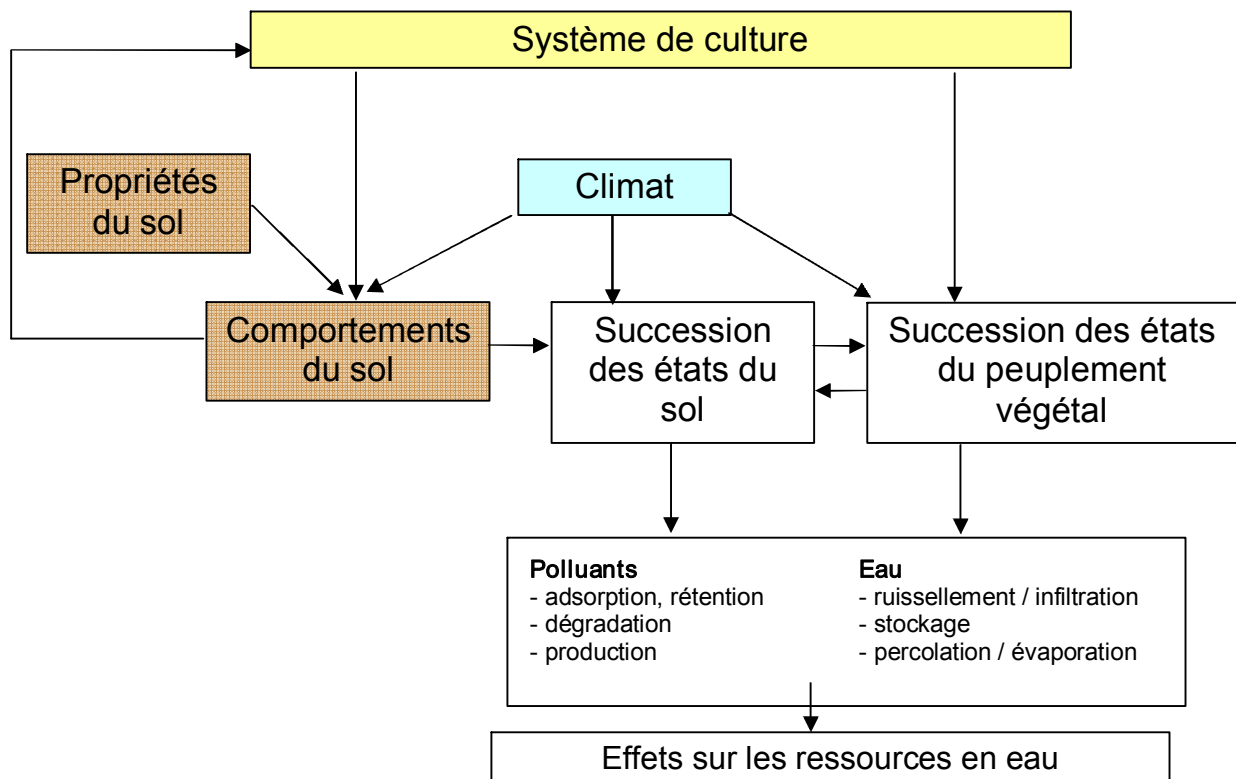 Système de culture
Propriétés
du sol
Climat
Comportements
du sol
Succession
des états du
sol
Succession des états
du peuplement
végétal
Polluants
- adsorption, rétention
- dégradation
- production
Eau
- ruissellement / infiltration
- stockage
- percolation / évaporation
Effets sur les ressources en eau